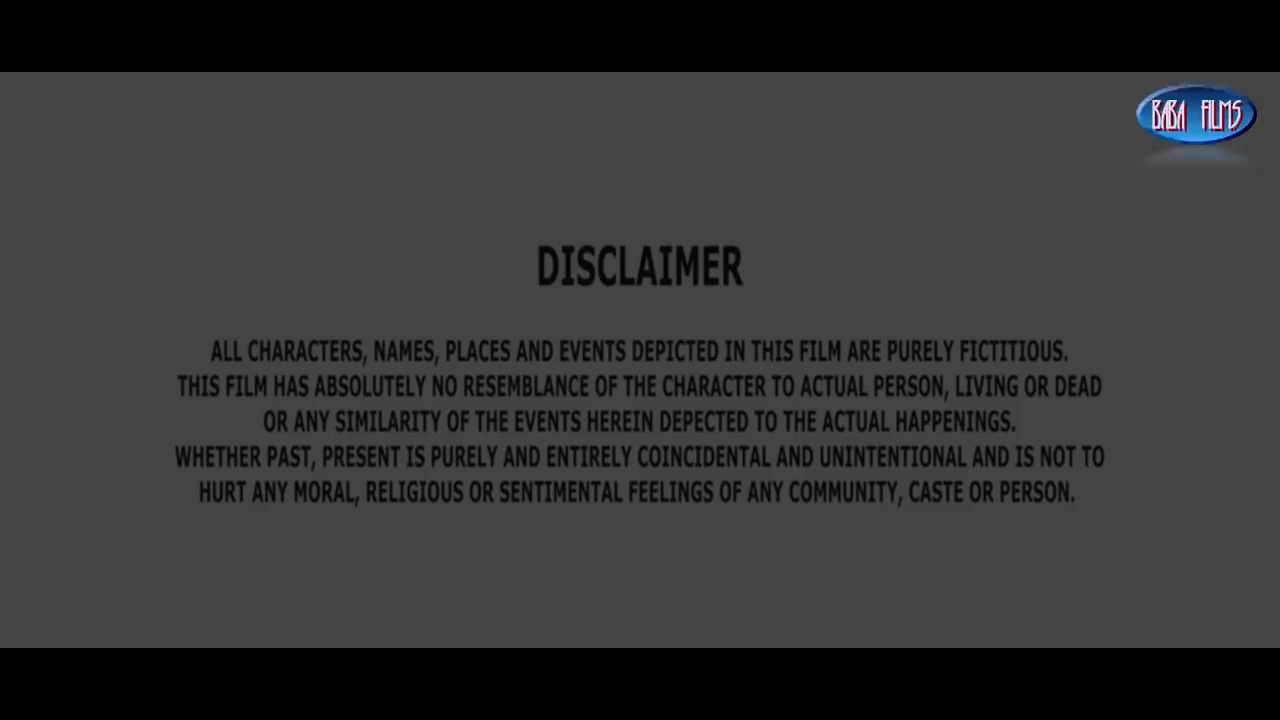 BABA FILMS
DISCLAIMER
ALL CHARACTERS, NAMES, PLACES AND EVENTS DEPICTED IN THIS FILM ARE PURELY FICTITIOUS.
THIS FILM HAS ABSOLUTELY NO RESEMBLANCE OF THE CHARACTER TO ACTUAL PERSON, LIVING OR DEAD
OR ANY SIMILARITY OF THE EVENTS HEREIN DEPECTED TO THE ACTUAL HAPPENINGS.
WHETHER PAST, PRESENT IS PURELY AND ENTIRELY COINCIDENTAL AND UNINTENTIONAL AND IS NOT TO
HURT ANY MORAL, RELIGIOUS OR SENTIMENTAL FEELINGS OF ANY COMMUNITY, CASTE OR PERSON.